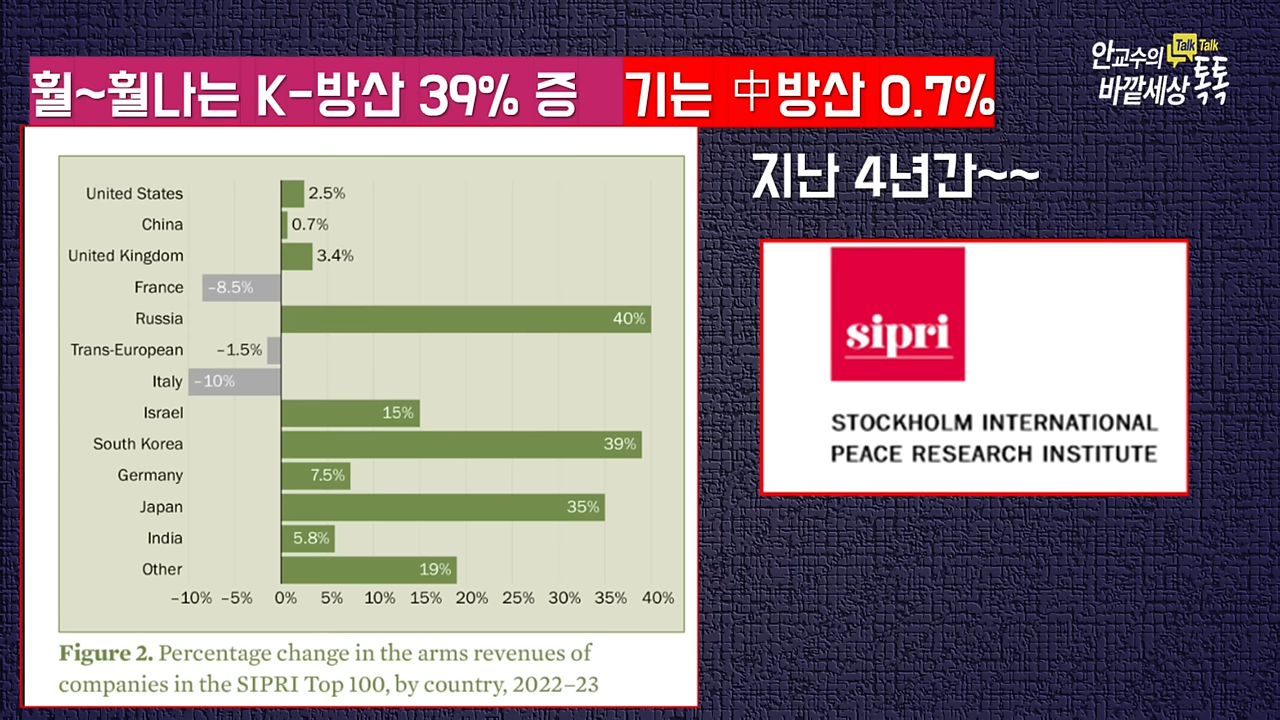 훨~훨나는 K-방산 39% 증 기는 中방산 0.7%
안교수의 Talk Talk
바깥세상 톡톡
지난 4년간~~
United States 2.5%
China 0.7%
United Kingdom 3.4%
France –8.5%
Russia 40%
Trans-European –1.5%
Italy –10%
Israel 15%
South Korea 39%
Germany 7.5%
Japan 35%
India 5.8%
Other 19%
–10% –5% 0% 5% 10% 15% 20% 25% 30% 35% 40%
Figure 2. Percentage change in the arms revenues of
companies in the SIPRI Top 100, by country, 2022–23
sipri
STOCKHOLM INTERNATIONAL
PEACE RESEARCH INSTITUTE